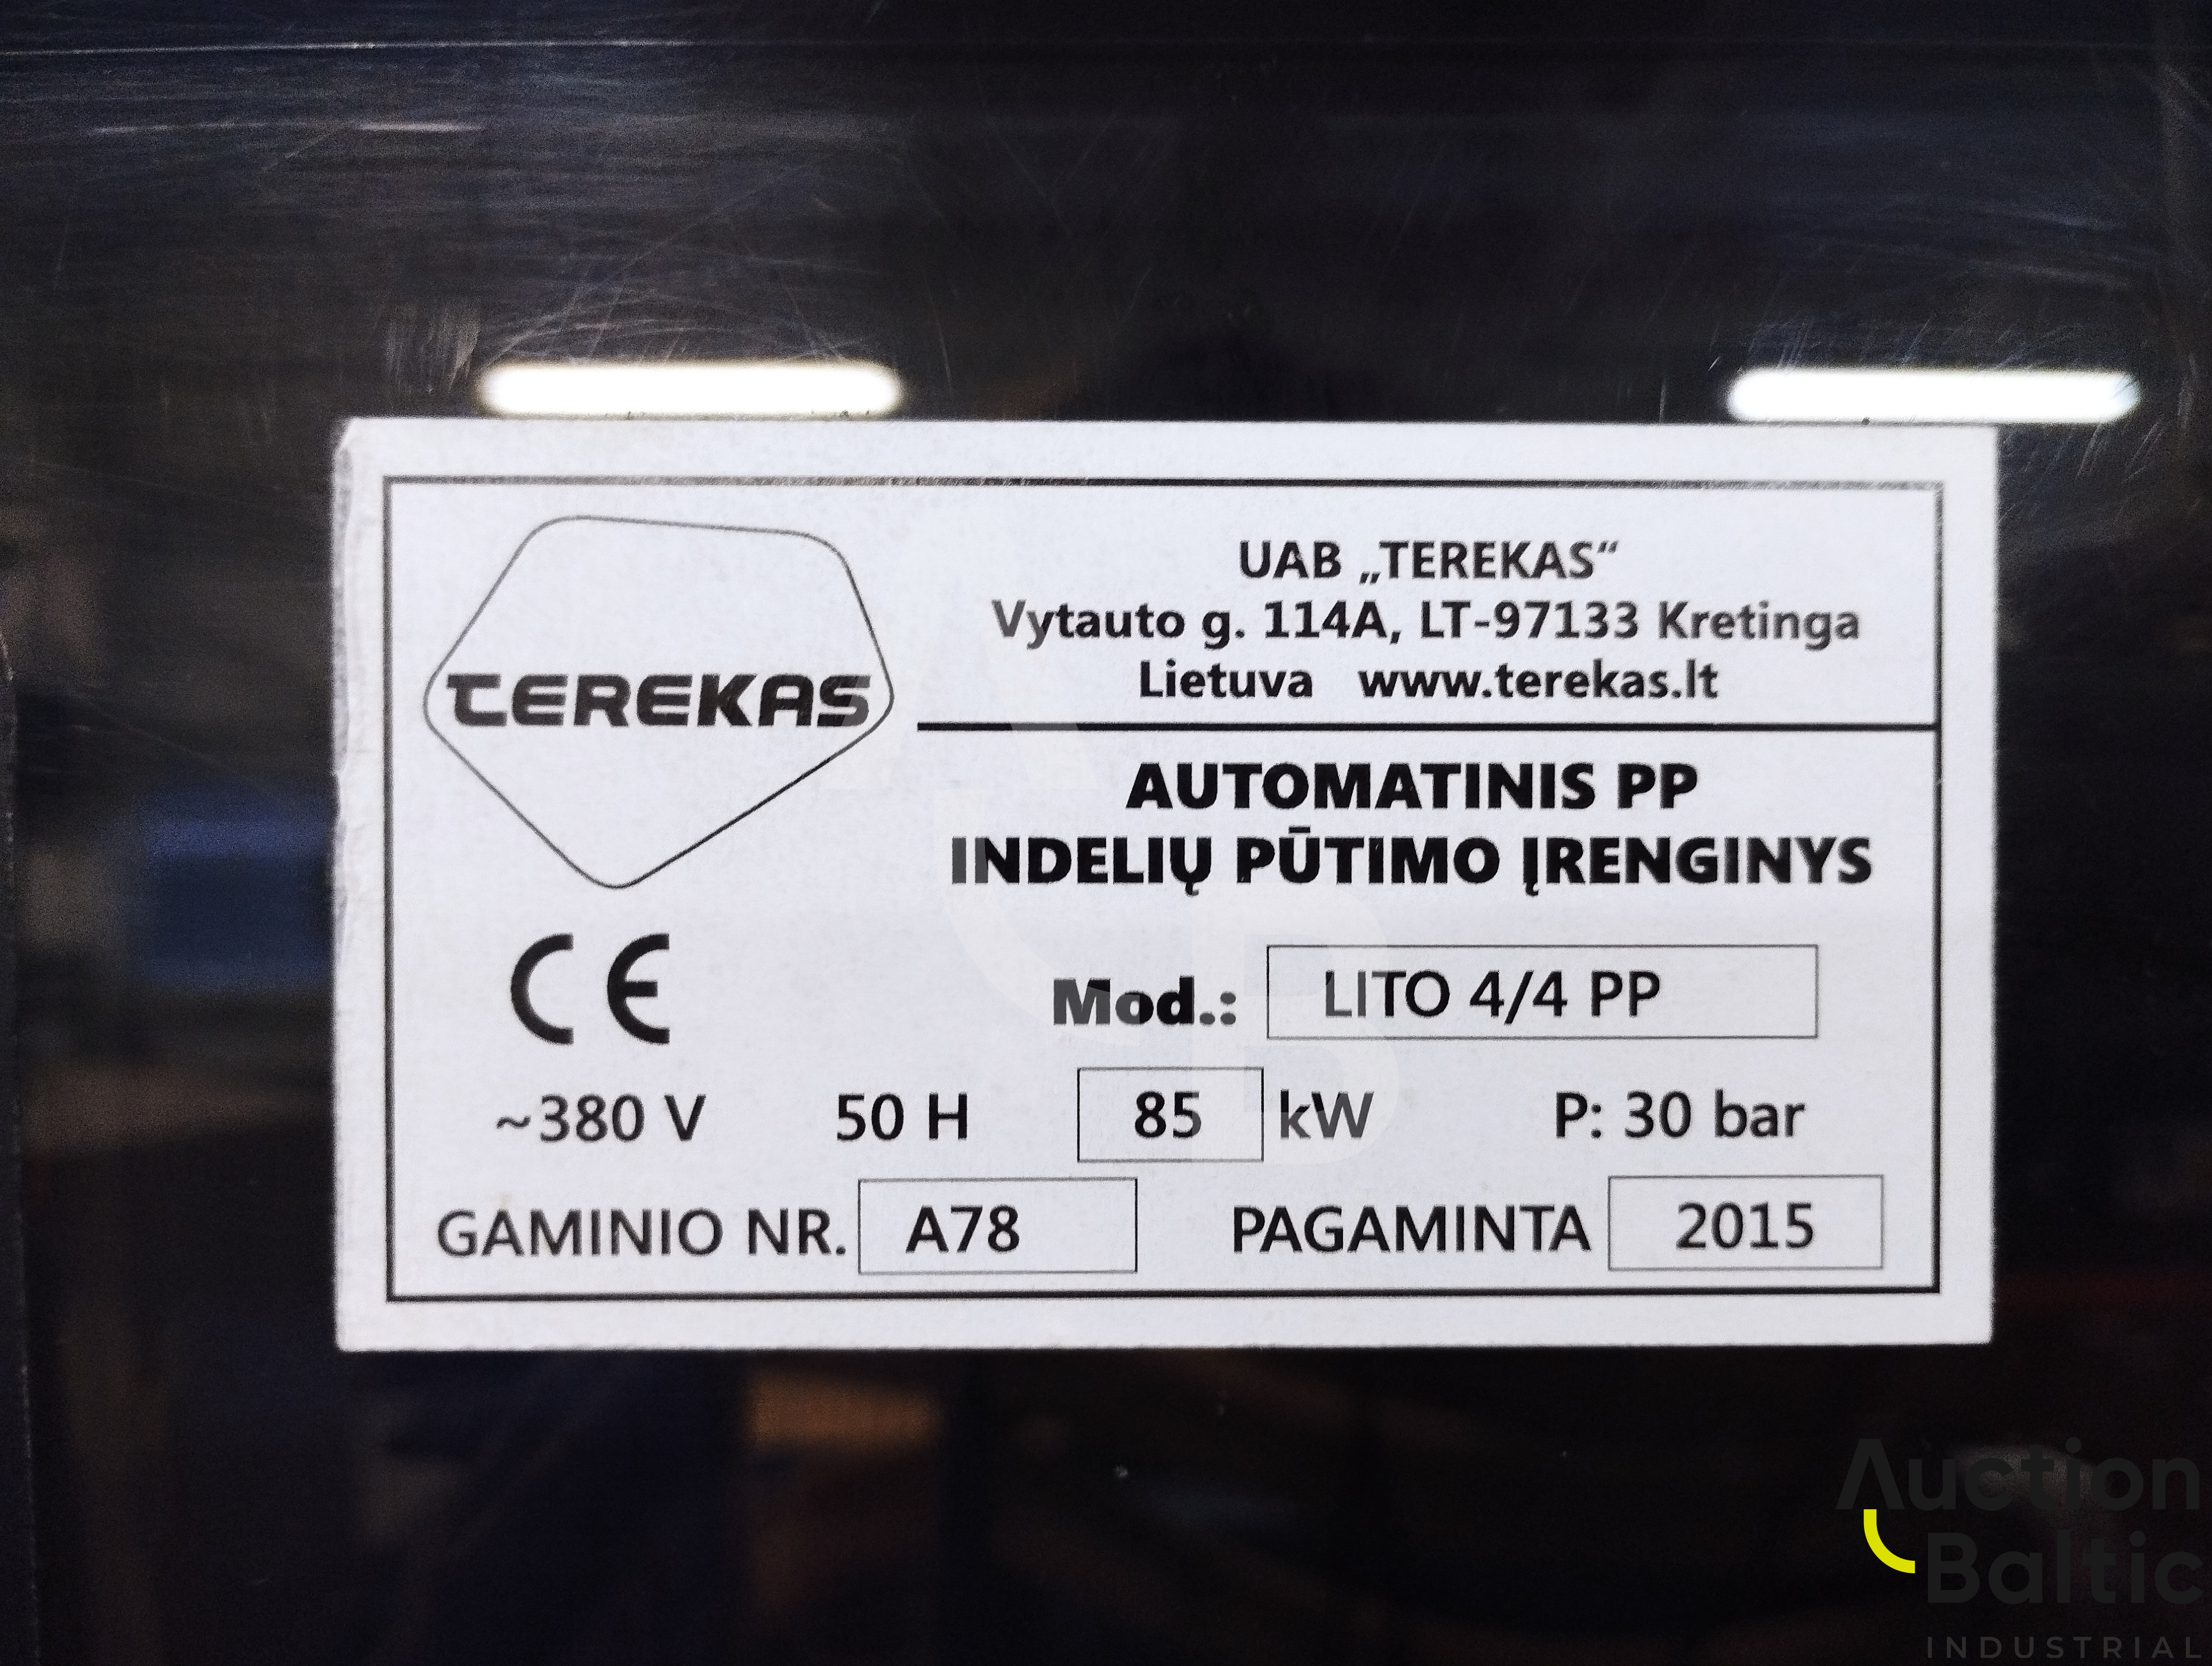 TEREKAS
UAB „TEREKAS“
Vytauto g. 114A, LT-97133 Kretinga
Lietuva www.terekas.lt
AUTOMATINIS PP
INDELIŲ PŪTIMO ĮRENGINYS
CE
Mod.: LITO 4/4 PP
~380 V 50 H 85 kW P: 30 bar
GAMINIO NR. A78 PAGAMINTA 2015
Auction
Baltic
INDUSTRIAL